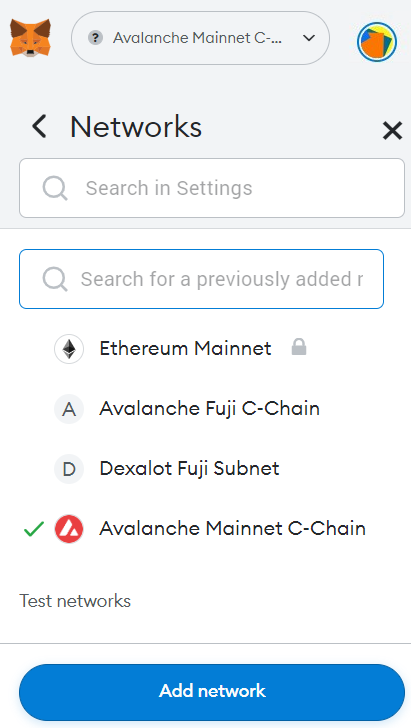 ? Avalanche Mainnet C-...
Networks
Search in Settings
Search for a previously added r
Ethereum Mainnet
A Avalanche Fuji C-Chain
D Dexalot Fuji Subnet
Avalanche Mainnet C-Chain
Test networks
Add network